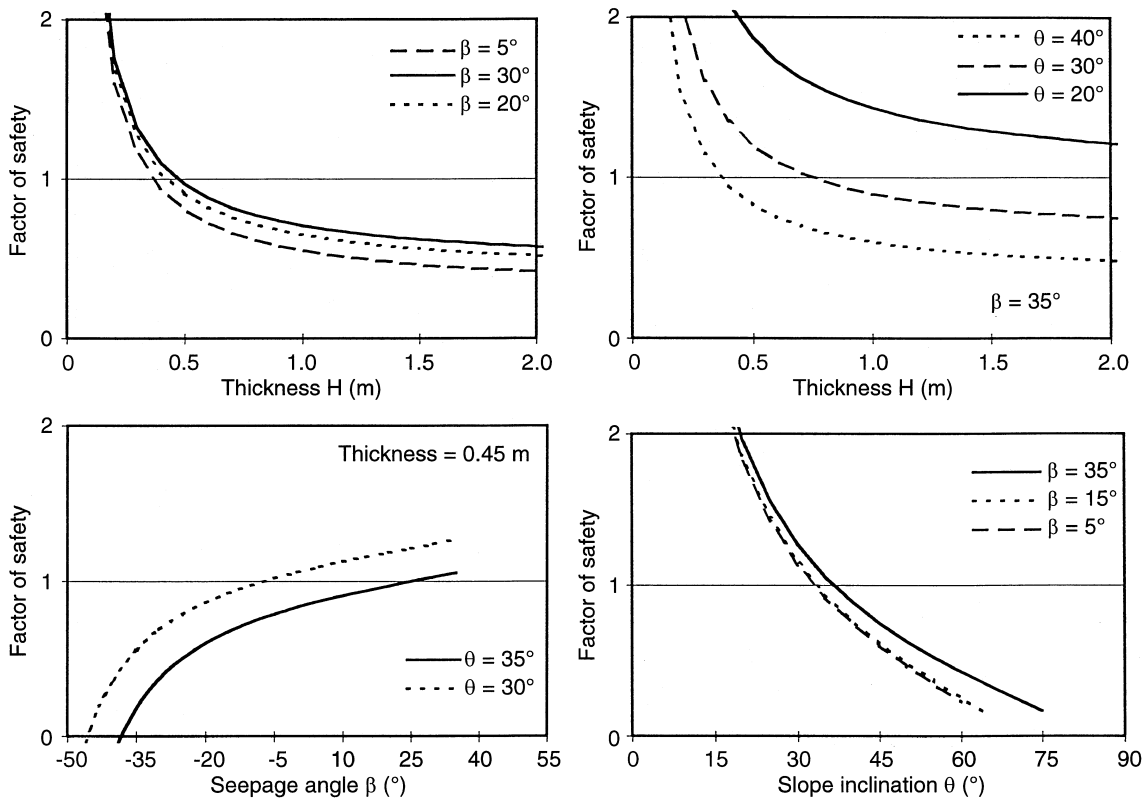 2
β = 5°
β = 30°
β = 20°
Factor of safety
1
0
0 0.5 1.0 1.5 2.0
Thickness H (m)
2
θ = 40°
θ = 30°
θ = 20°
Factor of safety
1
β = 35°
0
0 0.5 1.0 1.5 2.0
Thickness H (m)
2
Thickness = 0.45 m
Factor of safety
1
θ = 35°
θ = 30°
0
-50 -35 -20 -5 10 25 40 55
Seepage angle β (°)
2
β = 35°
β = 15°
β = 5°
Factor of safety
1
0
0 15 30 45 60 75 90
Slope inclination θ (°)